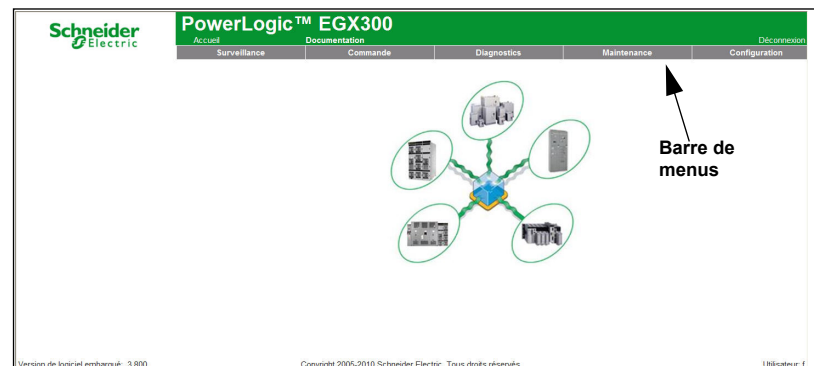 Schneider Electric
PowerLogic™ EGX300
Accueil Documentation Déconnexion
Surveillance Commande Diagnostics Maintenance Configuration
Barre de
menus
Version de logiciel embarqué: 3.800 Copyright 2005-2010 Schneider Electric. Tous droits réservés. Utilisateur: f